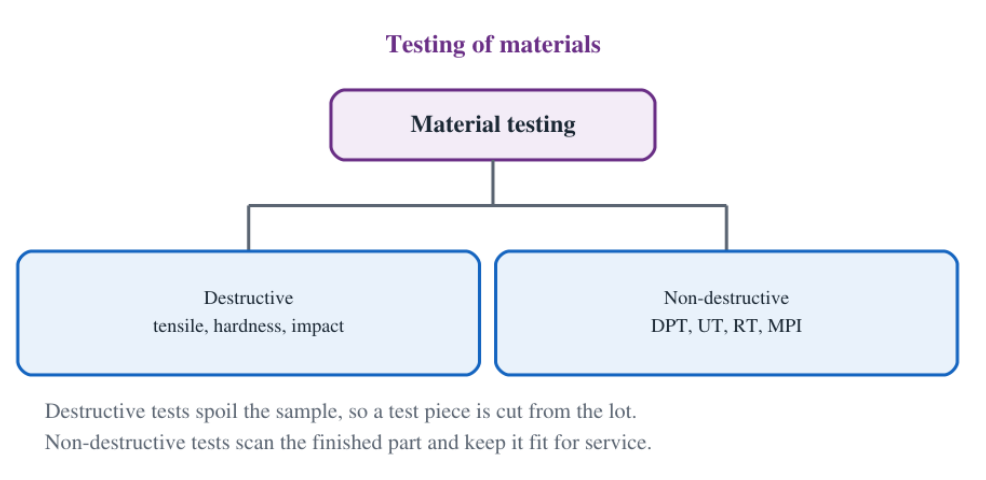 Testing of materials
Material testing
Destructive
tensile, hardness, impact
Non-destructive
DPT, UT, RT, MPI
Destructive tests spoil the sample, so a test piece is cut from the lot.
Non-destructive tests scan the finished part and keep it fit for service.